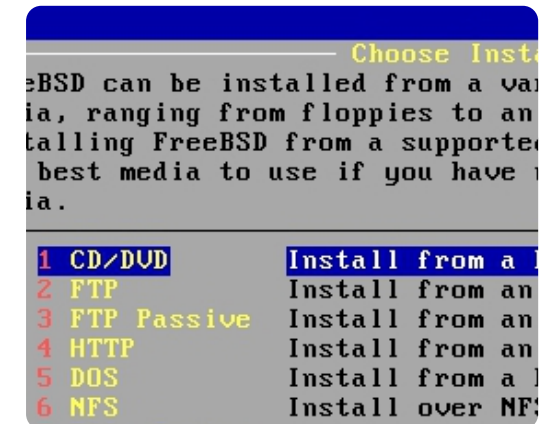 Choose Inst
eBSD can be installed from a va
ia, ranging from floppies to an
talling FreeBSD from a supporte
best media to use if you have
ia.
1 CD/DVD Install from a
2 FTP Install from an
3 FTP Passive Install from an
4 HTTP Install from an
5 DOS Install from a
6 NFS Install over NF